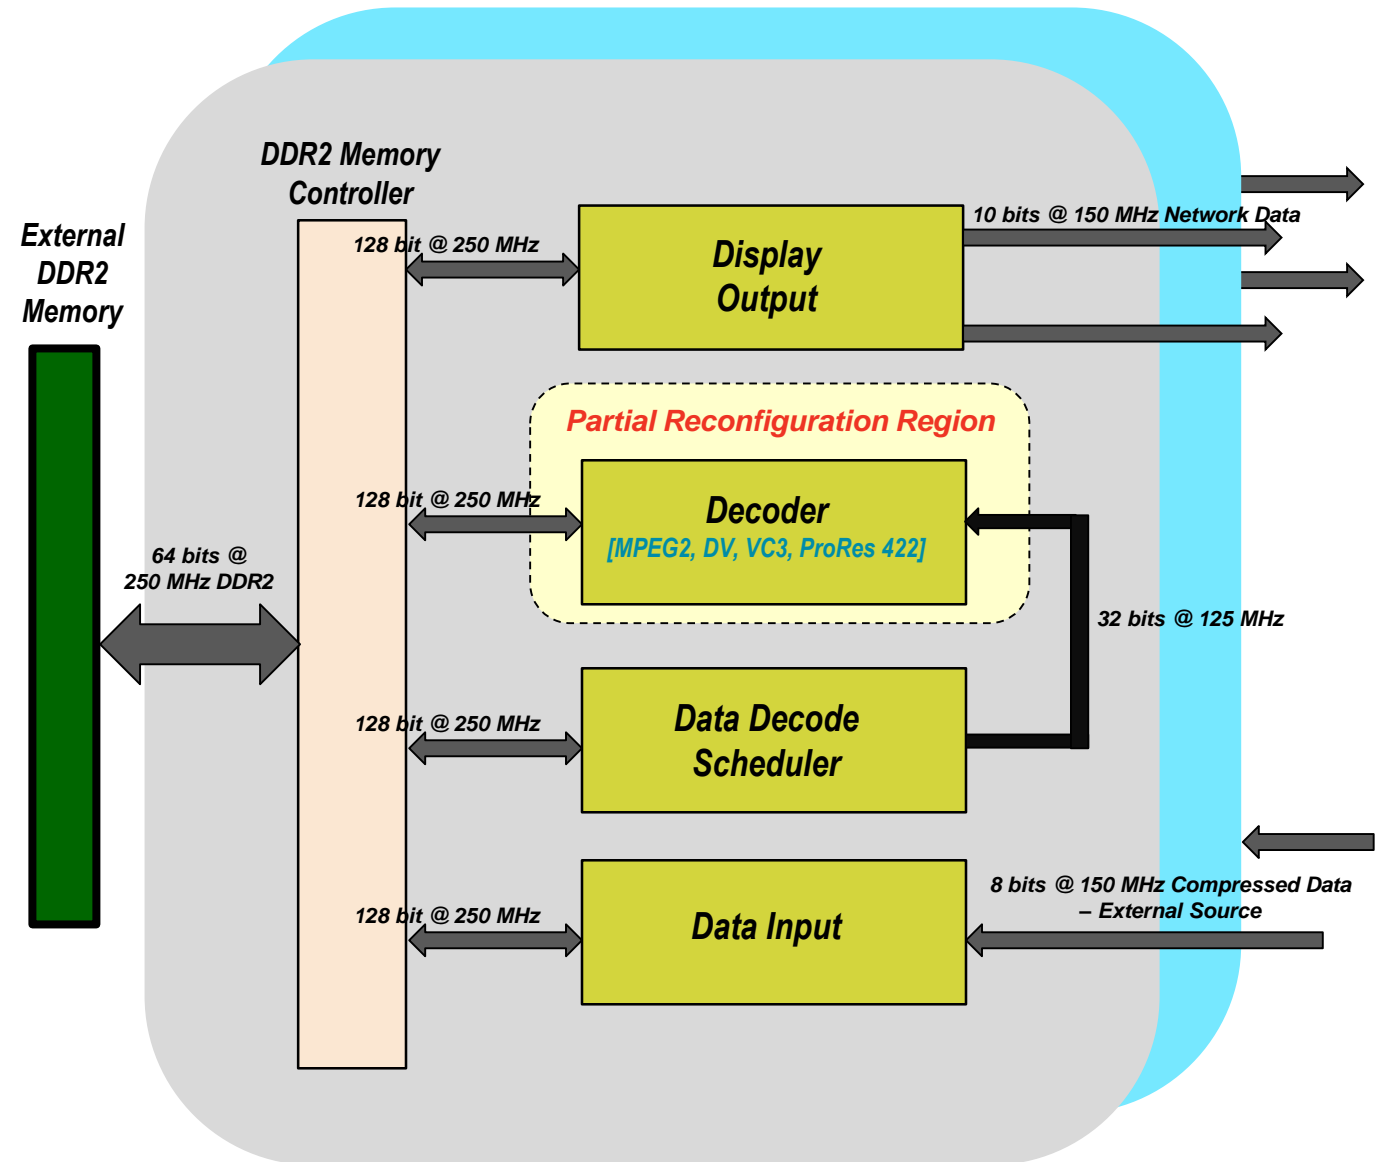 DDR2 Memory
Controller
External
DDR2
Memory
10 bits @ 150 MHz Network Data
128 bit @ 250 MHz
Display
Output
Partial Reconfiguration Region
128 bit @ 250 MHz
Decoder
[MPEG2, DV, VC3, ProRes 422]
64 bits @
250 MHz DDR2
32 bits @ 125 MHz
128 bit @ 250 MHz
Data Decode
Scheduler
8 bits @ 150 MHz Compressed Data
– External Source
128 bit @ 250 MHz
Data Input